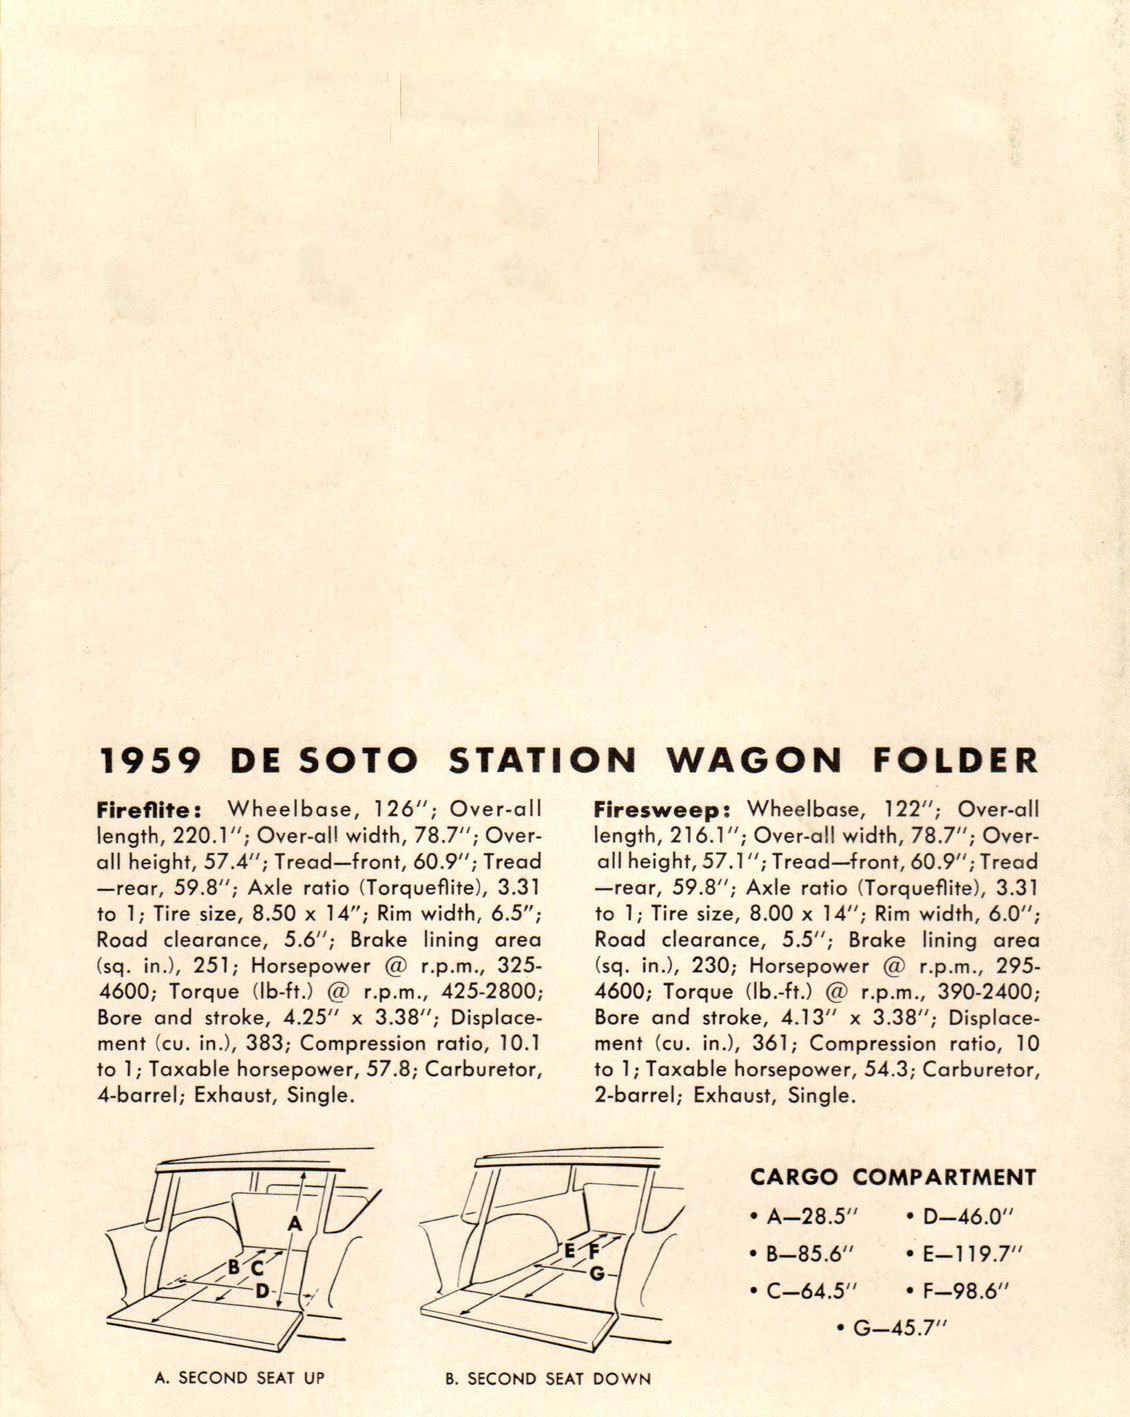 1959 DE SOTO STATION WAGON FOLDER
Fireflite: Wheelbase, 126″; Over-all
length, 220.1″; Over-all width, 78.7″; Over-
all height, 57.4″; Tread—front, 60.9″; Tread
—rear, 59.8″; Axle ratio (Torqueflite), 3.31
to 1; Tire size, 8.50 x 14″; Rim width, 6.5″;
Road clearance, 5.6″; Brake lining area
(sq. in.), 251; Horsepower @ r.p.m., 325-
4600; Torque (lb-ft.) @ r.p.m., 425-2800;
Bore and stroke, 4.25″ x 3.38″; Displace-
ment (cu. in.), 383; Compression ratio, 10.1
to 1; Taxable horsepower, 57.8; Carburetor,
4-barrel; Exhaust, Single.
Firesweep: Wheelbase, 122″; Over-all
length, 216.1″; Over-all width, 78.7″; Over-
all height, 57.1″; Tread—front, 60.9″; Tread
—rear, 59.8″; Axle ratio (Torqueflite), 3.31
to 1; Tire size, 8.00 x 14″; Rim width, 6.0″;
Road clearance, 5.5″; Brake lining area
(sq. in.), 230; Horsepower @ r.p.m., 295-
4600; Torque (lb.-ft.) @ r.p.m., 390-2400;
Bore and stroke, 4.13″ x 3.38″; Displace-
ment (cu. in.), 361; Compression ratio, 10
to 1; Taxable horsepower, 54.3; Carburetor,
2-barrel; Exhaust, Single.
A
B C
D
A. SECOND SEAT UP
E F
G
B. SECOND SEAT DOWN
CARGO COMPARTMENT
• A—28.5″ • D—46.0″
• B—85.6″ • E—119.7″
• C—64.5″ • F—98.6″
• G—45.7″